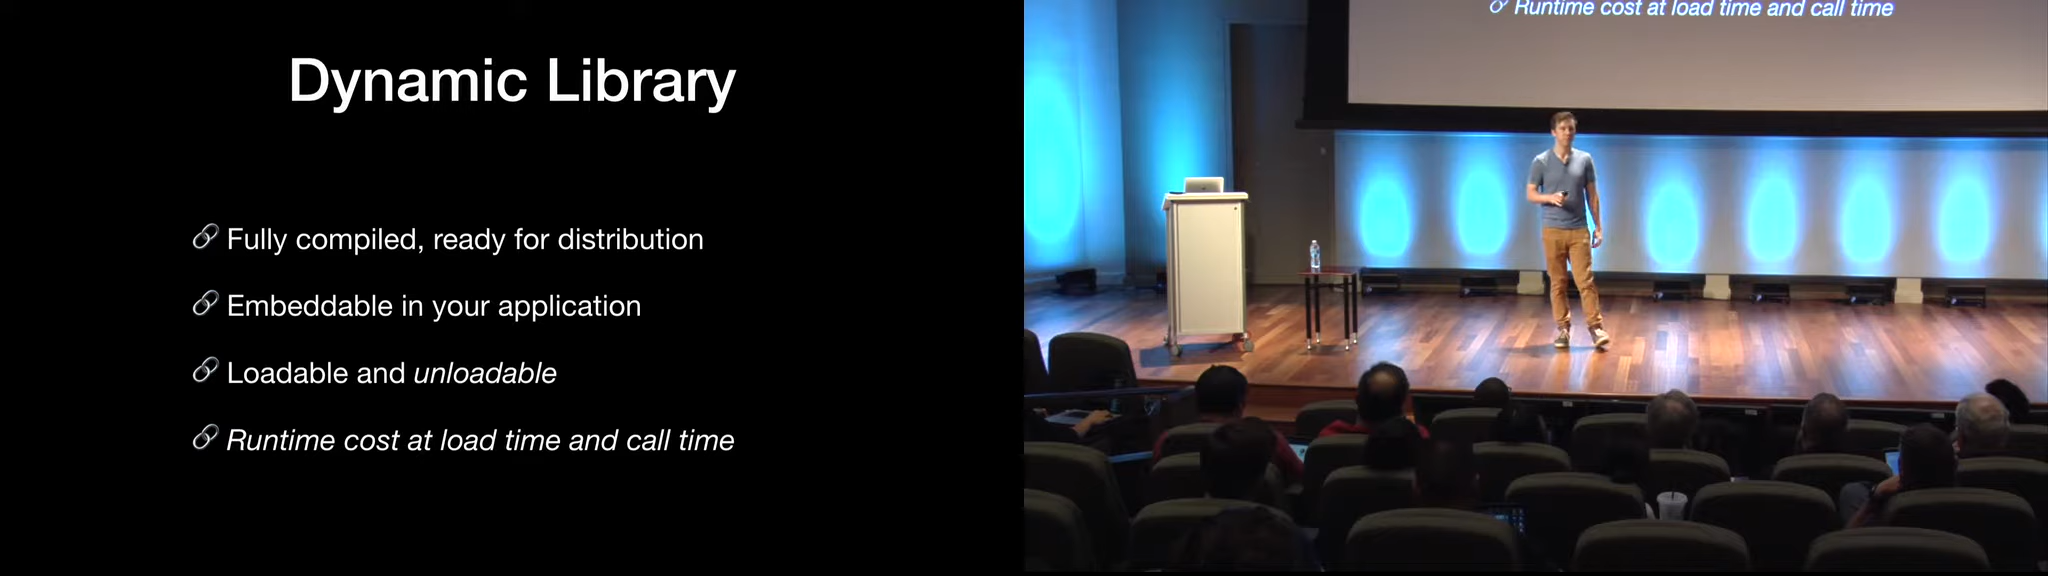 Dynamic Library
Fully compiled, ready for distribution
Embeddable in your application
Loadable and unloadable
Runtime cost at load time and call time
Runtime cost at load time and call time